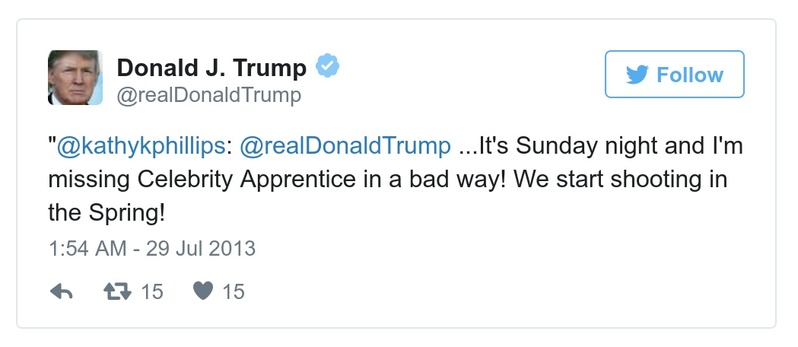 Donald J. Trump
@realDonaldTrump
Follow
"@kathykphillips: @realDonaldTrump ...It's Sunday night and I'm
missing Celebrity Apprentice in a bad way! We start shooting in
the Spring!
1:54 AM - 29 Jul 2013
15 15